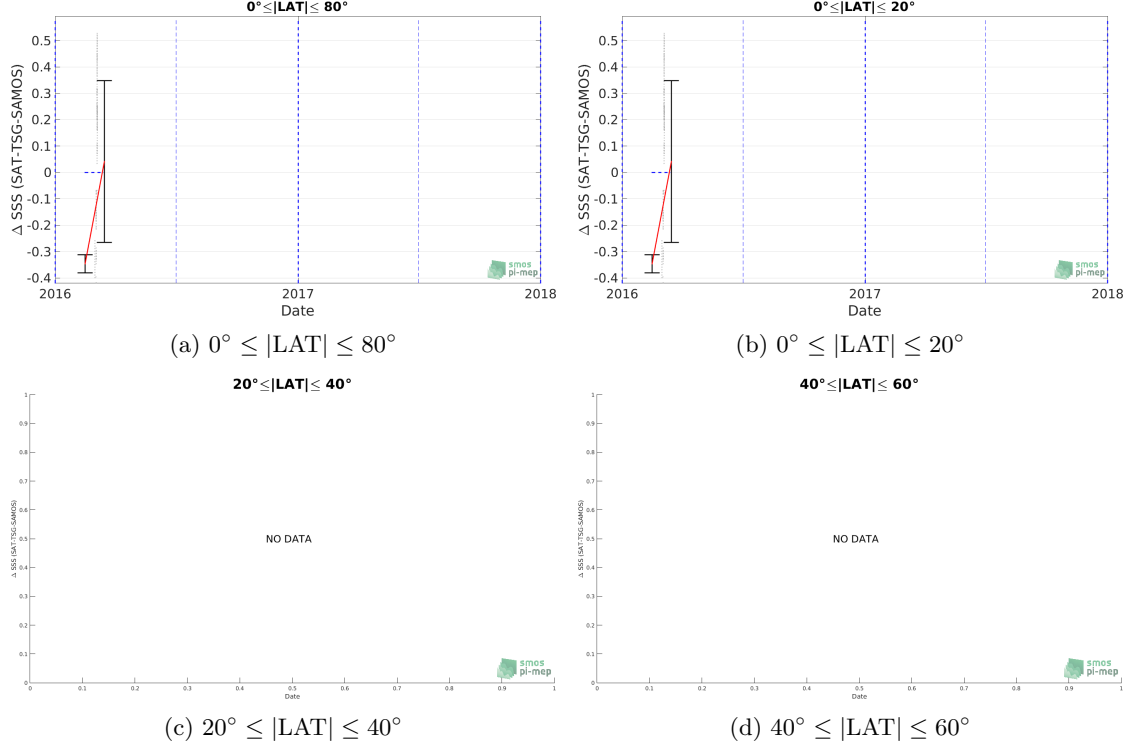 0°≤|LAT|≤ 80°
0.5
0.4
0.3
0.2
0.1
0
-0.1
-0.2
-0.3
-0.4
Δ SSS (SAT-TSG-SAMOS)
smos
pi-mep
2016 2017 2018
Date
(a) 0° ≤ |LAT| ≤ 80°
0°≤|LAT|≤ 20°
0.5
0.4
0.3
0.2
0.1
0
-0.1
-0.2
-0.3
-0.4
Δ SSS (SAT-TSG-SAMOS)
smos
pi-mep
2016 2017 2018
Date
(b) 0° ≤ |LAT| ≤ 20°
20°≤|LAT|≤ 40°
1
0.9
0.8
0.7
0.6
0.5
0.4
0.3
0.2
0.1
0
Δ SSS (SAT-TSG-SAMOS)
NO DATA
smos
pi-mep
0 0.1 0.2 0.3 0.4 0.5 0.6 0.7 0.8 0.9 1
Date
(c) 20° ≤ |LAT| ≤ 40°
40°≤|LAT|≤ 60°
1
0.9
0.8
0.7
0.6
0.5
0.4
0.3
0.2
0.1
0
Δ SSS (SAT-TSG-SAMOS)
NO DATA
smos
pi-mep
0 0.1 0.2 0.3 0.4 0.5 0.6 0.7 0.8 0.9 1
Date
(d) 40° ≤ |LAT| ≤ 60°